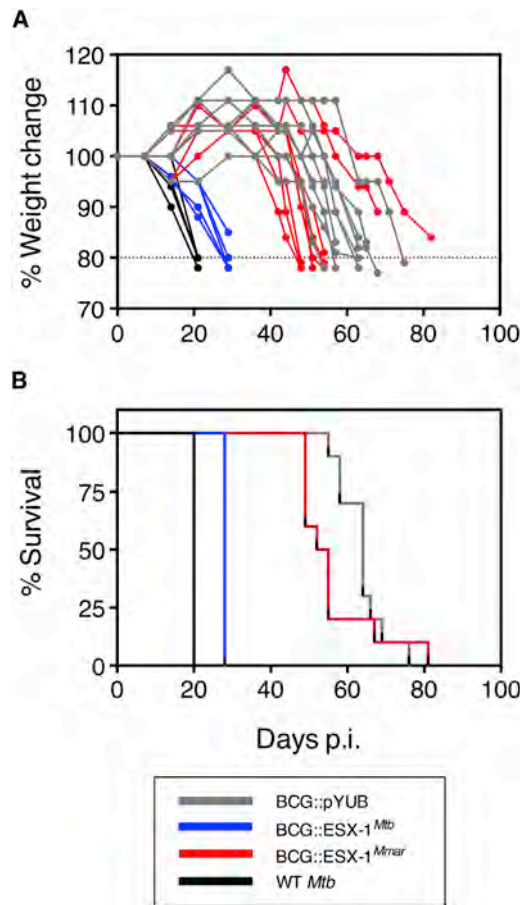 A
120
110
100
90
80
70
% Weight change
0 20 40 60 80 100
B
100
75
50
25
0
% Survival
0 20 40 60 80 100
Days p.i.
BCG::pYUB
BCG::ESX-1Mtb
BCG::ESX-1Mmar
WT Mtb